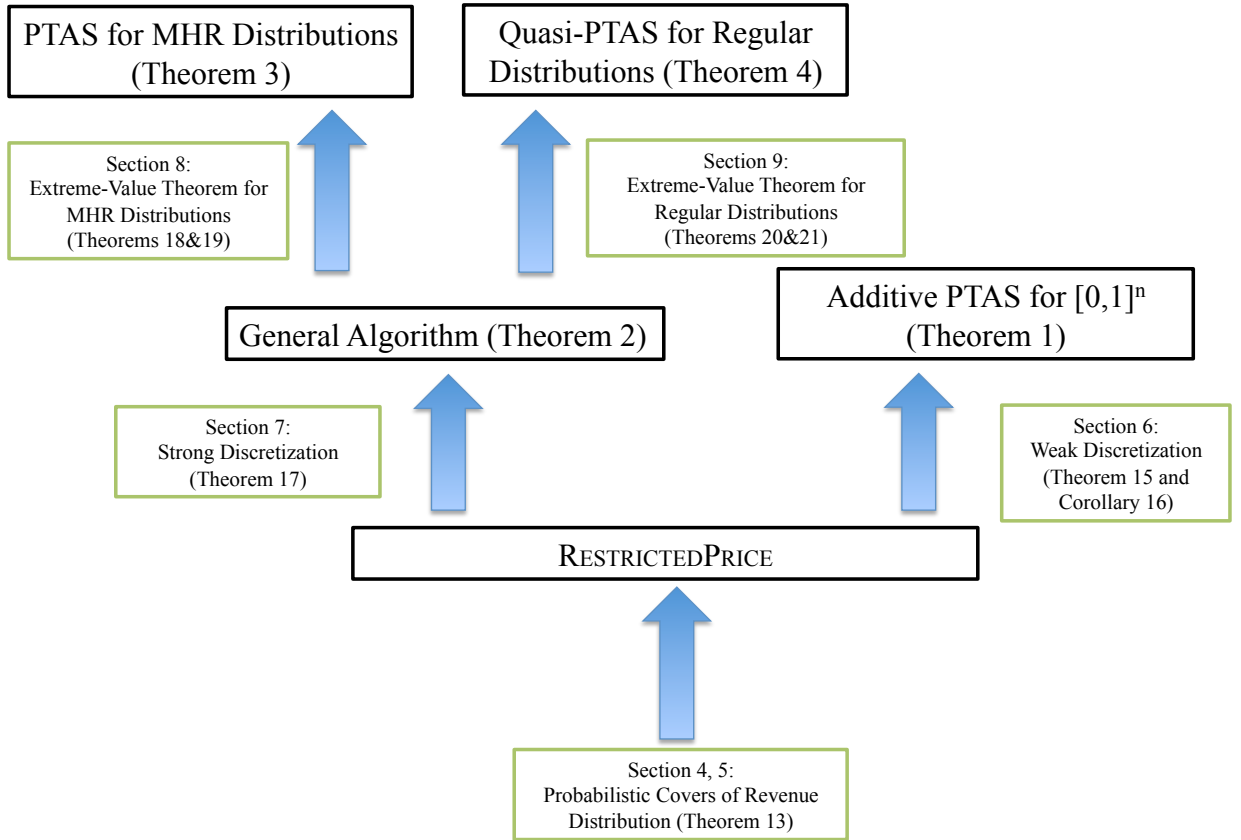 PTAS for MHR Distributions
(Theorem 3)
Quasi-PTAS for Regular
Distributions (Theorem 4)
Section 8:
Extreme-Value Theorem for
MHR Distributions
(Theorems 18&19)
Section 9:
Extreme-Value Theorem for
Regular Distributions
(Theorems 20&21)
General Algorithm (Theorem 2)
Additive PTAS for [0,1]ⁿ
(Theorem 1)
Section 7:
Strong Discretization
(Theorem 17)
Section 6:
Weak Discretization
(Theorem 15 and
Corollary 16)
RESTRICTEDPRICE
Section 4, 5:
Probabilistic Covers of Revenue
Distribution (Theorem 13)